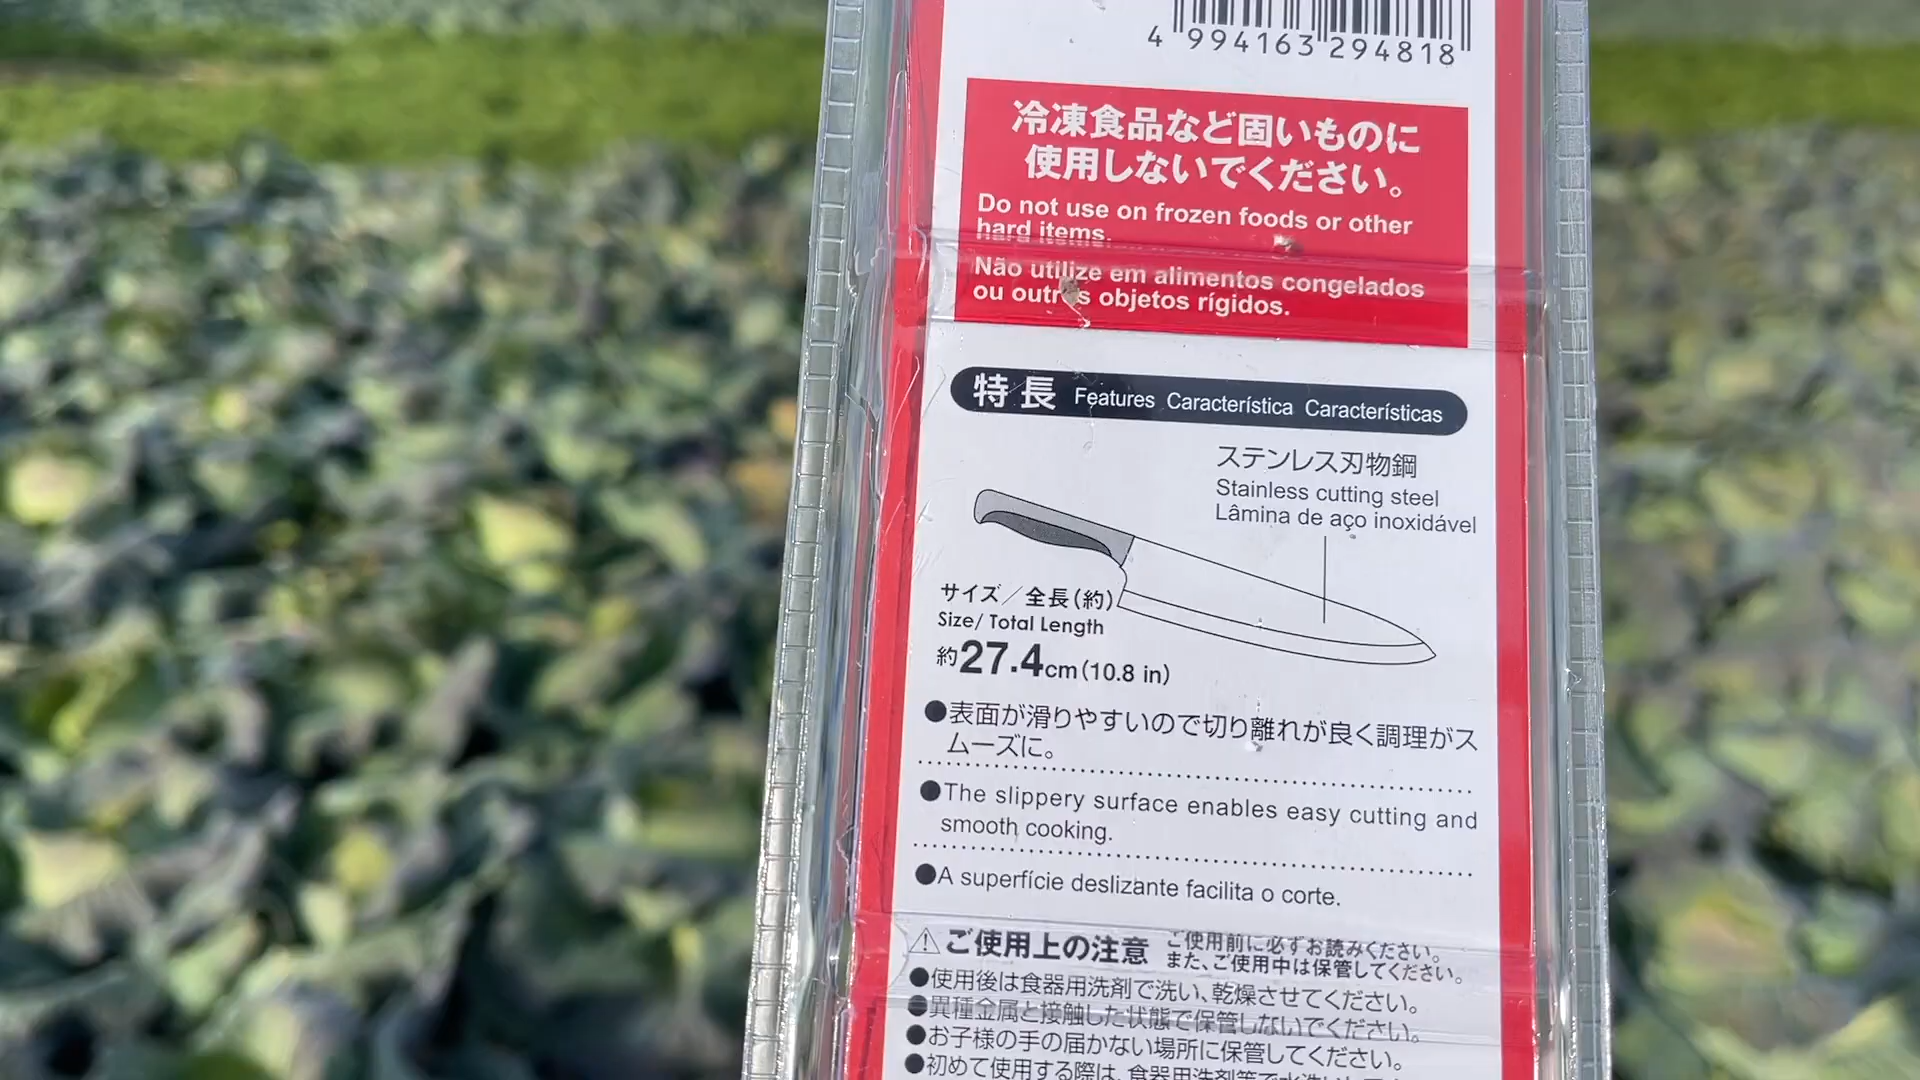 4 994163 294818
冷凍食品など固いものに
使用しないでください。
Do not use on frozen foods or other
hard items.
Não utilize em alimentos congelados
ou outros objetos rígidos.
特長 Features Característica Características
ステンレス刃物鋼
Stainless cutting steel
Lâmina de aço inoxidável
サイズ／全長(約)
Size/ Total Length
約27.4cm(10.8 in)
●表面が滑りやすいので切り離れが良く調理がス
ムーズに。
●The slippery surface enables easy cutting and
smooth cooking.
●A superfície deslizante facilita o corte.
⚠ご使用上の注意 ご使用前に必ずお読みください。
また、ご使用中は保管してください。
●使用後は食器用洗剤で洗い、乾燥させてください。
●異種金属と接触した状態で保管しないでください。
●お子様の手の届かない場所に保管してください。
●初めて使用する際は、食器用洗剤等で